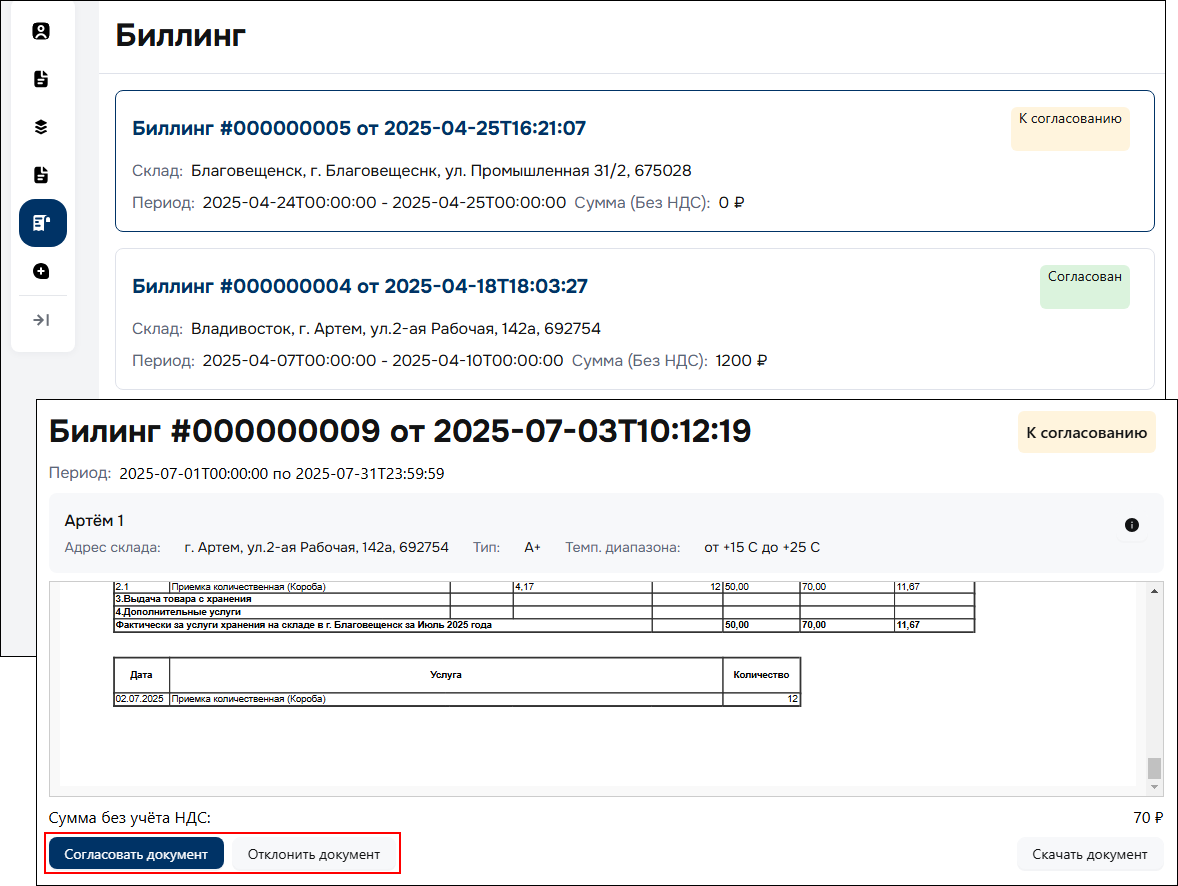 Биллинг
Биллинг #000000005 от 2025-04-25T16:21:07
К согласованию
Склад: Благовещенск, г. Благовещеснк, ул. Промышленная 31/2, 675028
Период: 2025-04-24T00:00:00 - 2025-04-25T00:00:00 Сумма (Без НДС): 0 ₽
Биллинг #000000004 от 2025-04-18T18:03:27
Согласован
Склад: Владивосток, г. Артем, ул.2-ая Рабочая, 142а, 692754
Период: 2025-04-07T00:00:00 - 2025-04-10T00:00:00 Сумма (Без НДС): 1200 ₽
Билинг #000000009 от 2025-07-03T10:12:19
К согласованию
Период: 2025-07-01T00:00:00 по 2025-07-31T23:59:59
Артём 1
Адрес склада: г. Артем, ул.2-ая Рабочая, 142а, 692754 Тип: А+ Темп. диапазона: от +15 С до +25 С
2.1 Приемка количественная (Короба) 4,17 12 50,00 70,00 11,67
3.Выдача товара с хранения
4.Дополнительные услуги
Фактически за услуги хранения на складе в г. Благовещенск за Июль 2025 года 50,00 70,00 11,67
Дата Услуга Количество
02.07.2025 Приемка количественная (Короба) 12
Сумма без учёта НДС: 70 ₽
Согласовать документ Отклонить документ Скачать документ